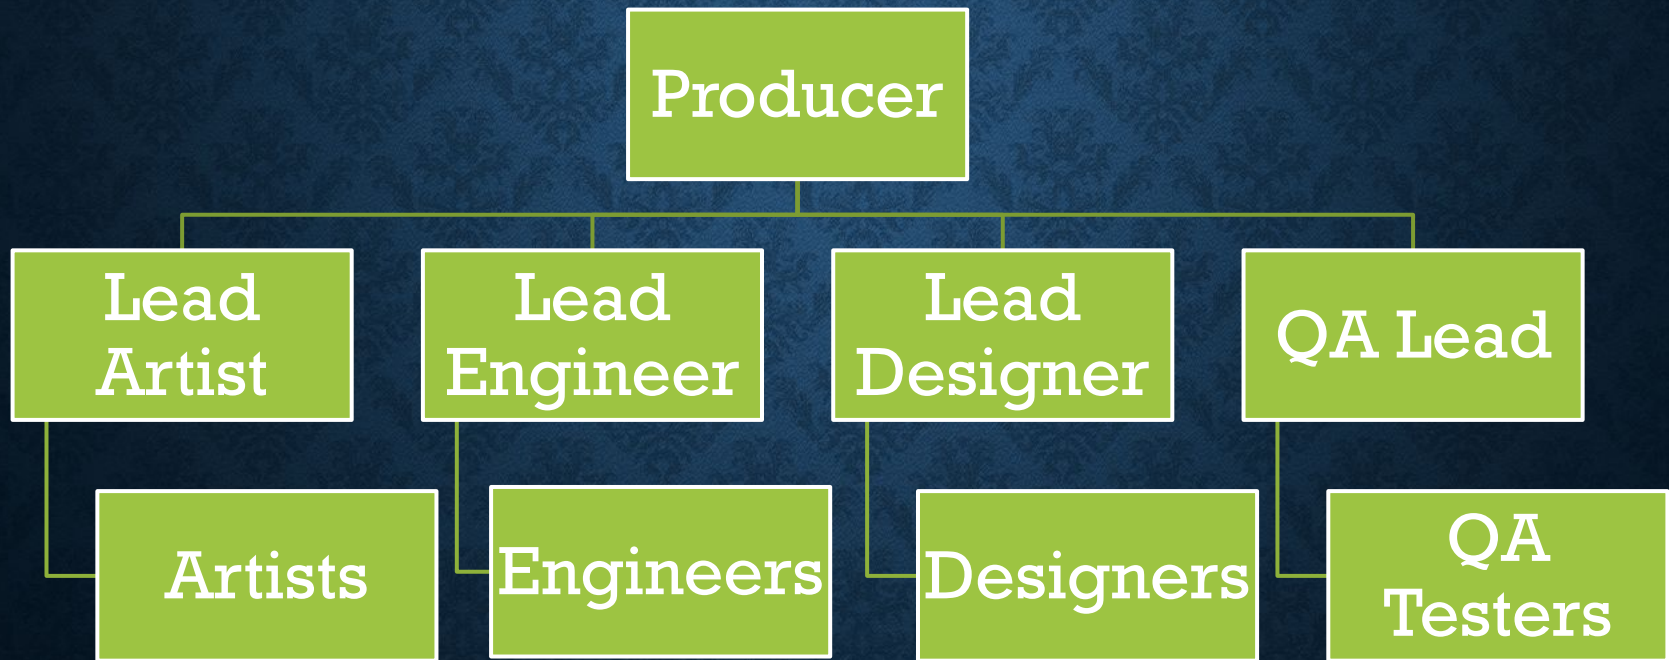 Producer
Lead
Artist
Lead
Engineer
Lead
Designer
QA Lead
Artists
Engineers
Designers
QA
Testers